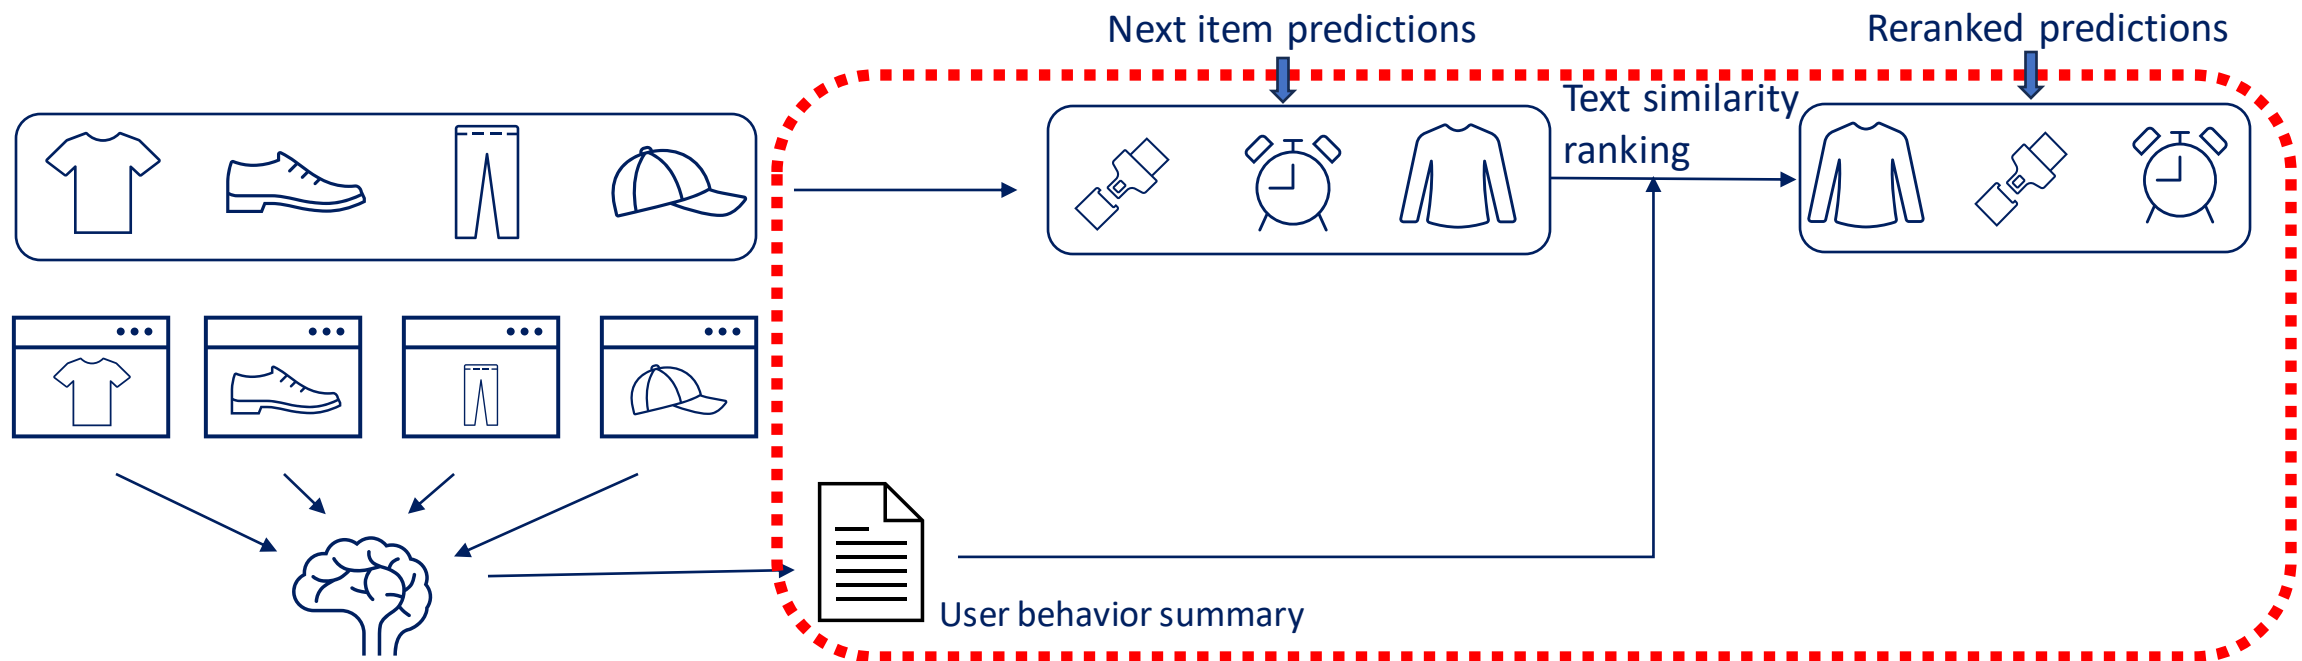 Next item predictions
Reranked predictions
Text similarity
ranking
User behavior summary